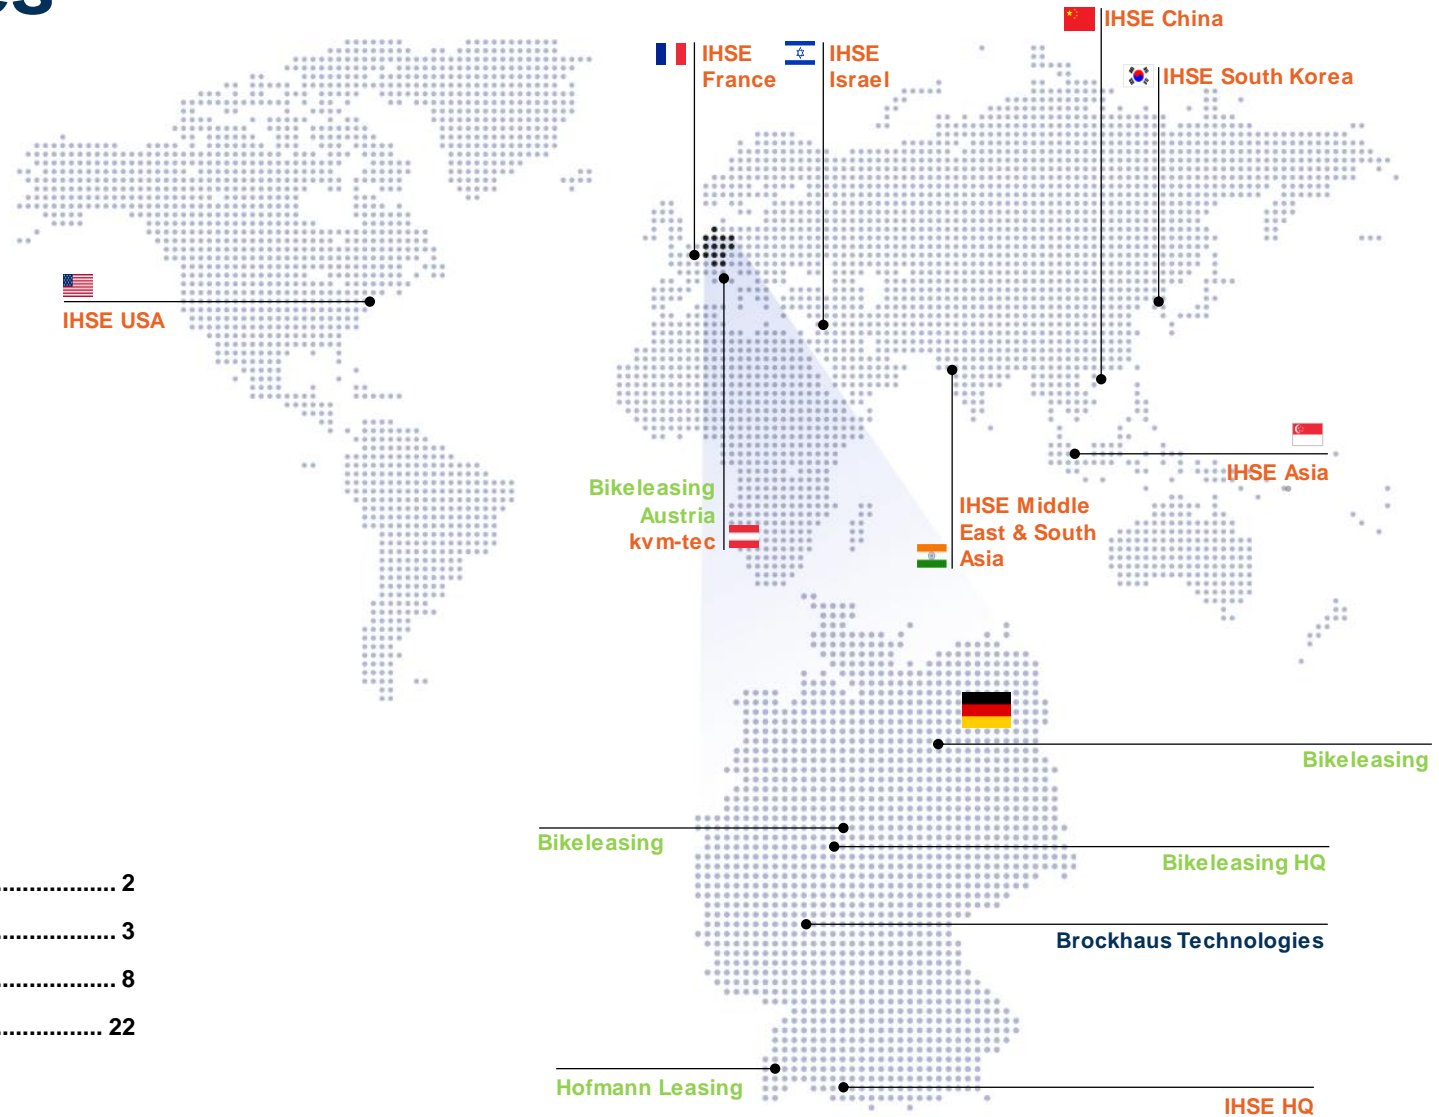 IHSE China
IHSE
France
IHSE
Israel
IHSE South Korea
IHSE USA
IHSE Asia
Bikeleasing
Austria
kvm-tec
IHSE Middle
East & South
Asia
Bikeleasing
Bikeleasing
Bikeleasing HQ
.................. 2
Brockhaus Technologies
.................. 3
.................. 8
................ 22
Hofmann Leasing
IHSE HQ